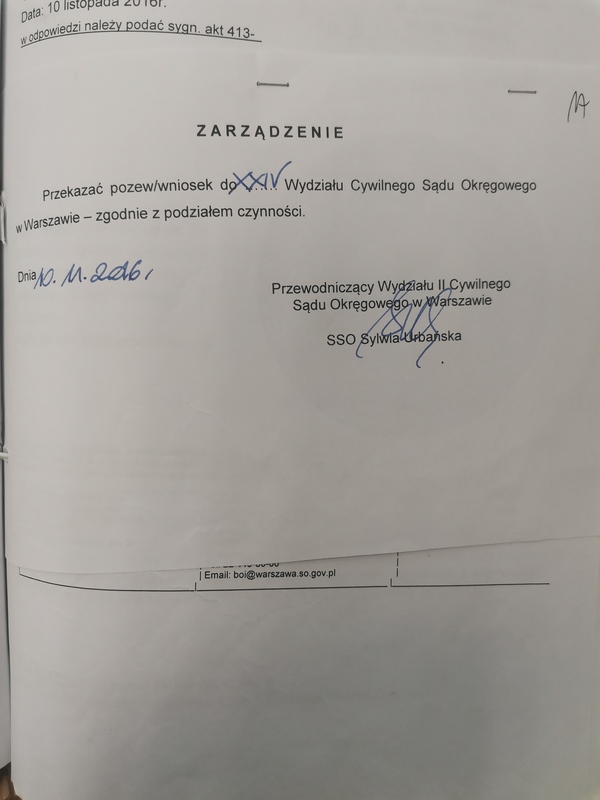 Data: 10 listopada 2016r.
w odpowiedzi należy podać sygn. akt 413-
ZARZĄDZENIE
Przekazać pozew/wniosek do XXIV Wydziału Cywilnego Sądu Okręgowego
w Warszawie – zgodnie z podziałem czynności.
Dnia 10.11.2016r
Przewodniczący Wydziału II Cywilnego
Sądu Okręgowego w Warszawie
SSO Sylwia Urbańska
Email: boi@warszawa.so.gov.pl